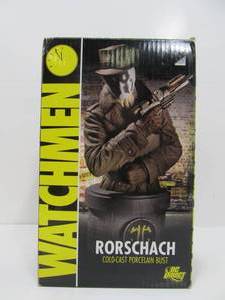 WATCHMEN
RORSCHACH
COLD-CAST PORCELAIN BUST
DC
DIRECT